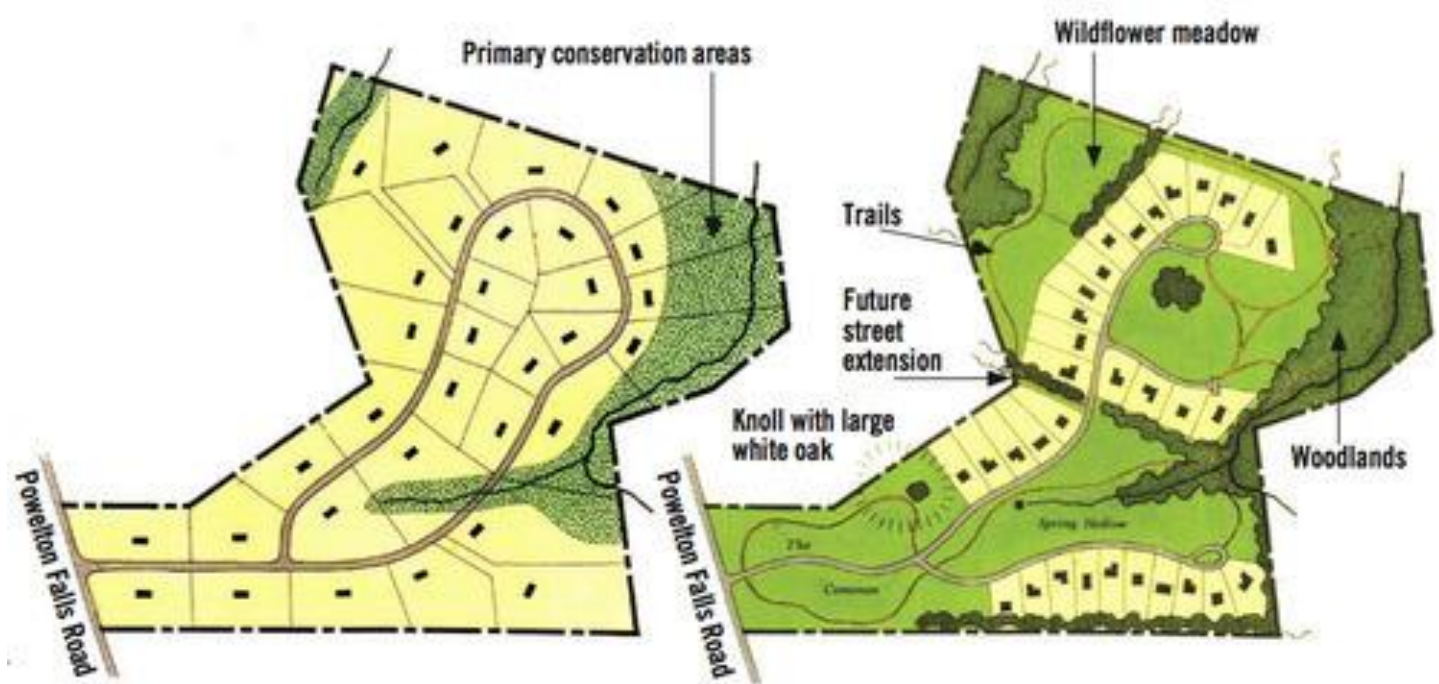 Primary conservation areas
Powelton Falls Road
Wildflower meadow
Trails
Future
street
extension
Knoll with large
white oak
Woodlands
Spring Hollow
The
Common
Powelton Falls Road